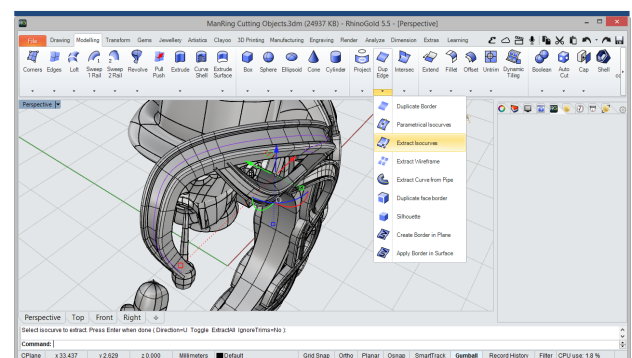 ManRing Cutting Objects.3dm (24937 KB) - RhinoGold 5.5 - [Perspective]
File Drawing Modelling Transform Gems Jewellery Artistics Clayoo 3D Printing Manufacturing Engraving Render Analyze Dimension Extras Learning
Corners Edges Loft Sweep 1 Rail Sweep 2 Rail Revolve Pull Push Extrude Curve Shell Extrude Surface Box Sphere Ellipsoid Cone Cylinder Project Dup Edge Intersec Extend Fillet Offset Untrim Dynamic Tiling Boolean Auto Cut Cap Shell
Perspective
Duplicate Border
Parametrical Isocurves
Extract Isocurves
Extract Wireframe
Extract Curve from Pipe
Duplicate face border
Silhouette
Create Border in Plane
Apply Border in Surface
Perspective Top Front Right
Select isocurve to extract. Press Enter when done ( Direction=U Toggle ExtractAll IgnoreTrims=No ):
Command:
CPlane x 33.437 y 2.629 z 0.000 Millimeters Default Grid Snap Ortho Planar Osnap SmartTrack Gumball Record History Filter CPU use: 1.8 %